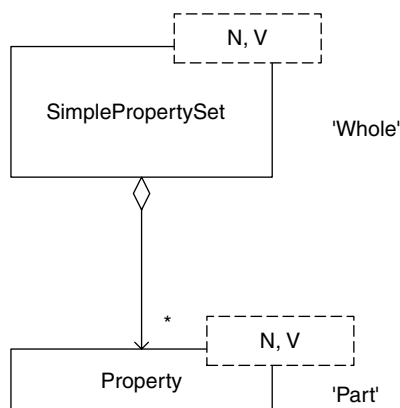 N, V
SimplePropertySet
'Whole'
*
N, V
Property
'Part'